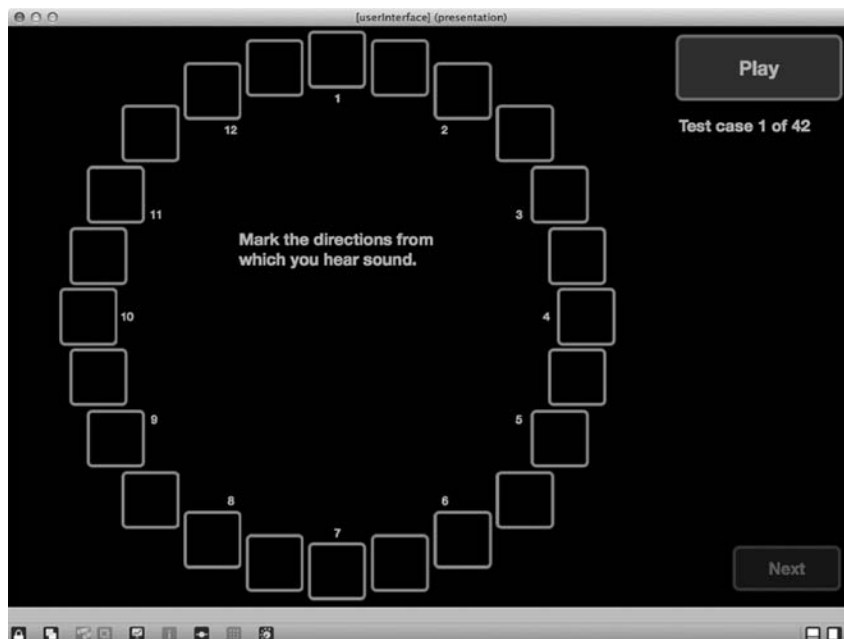 [userInterface] (presentation)
Play
Test case 1 of 42
1
12
2
11
3
Mark the directions from
which you hear sound.
10
4
9
5
8
6
7
Next